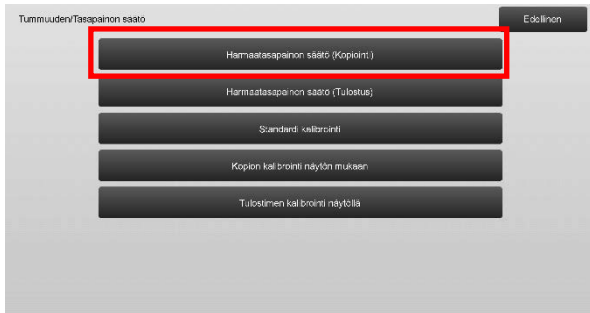 Tummuuden/Tasapainon säätö
Edellinen
Harmaatasapainon säätö (Kopiointi)
Harmaatasapainon säätö (Tulostus)
Standardi kalibrointi
Kopion kalibrointi näytön mukaan
Tulostimen kalibrointi näytöllä